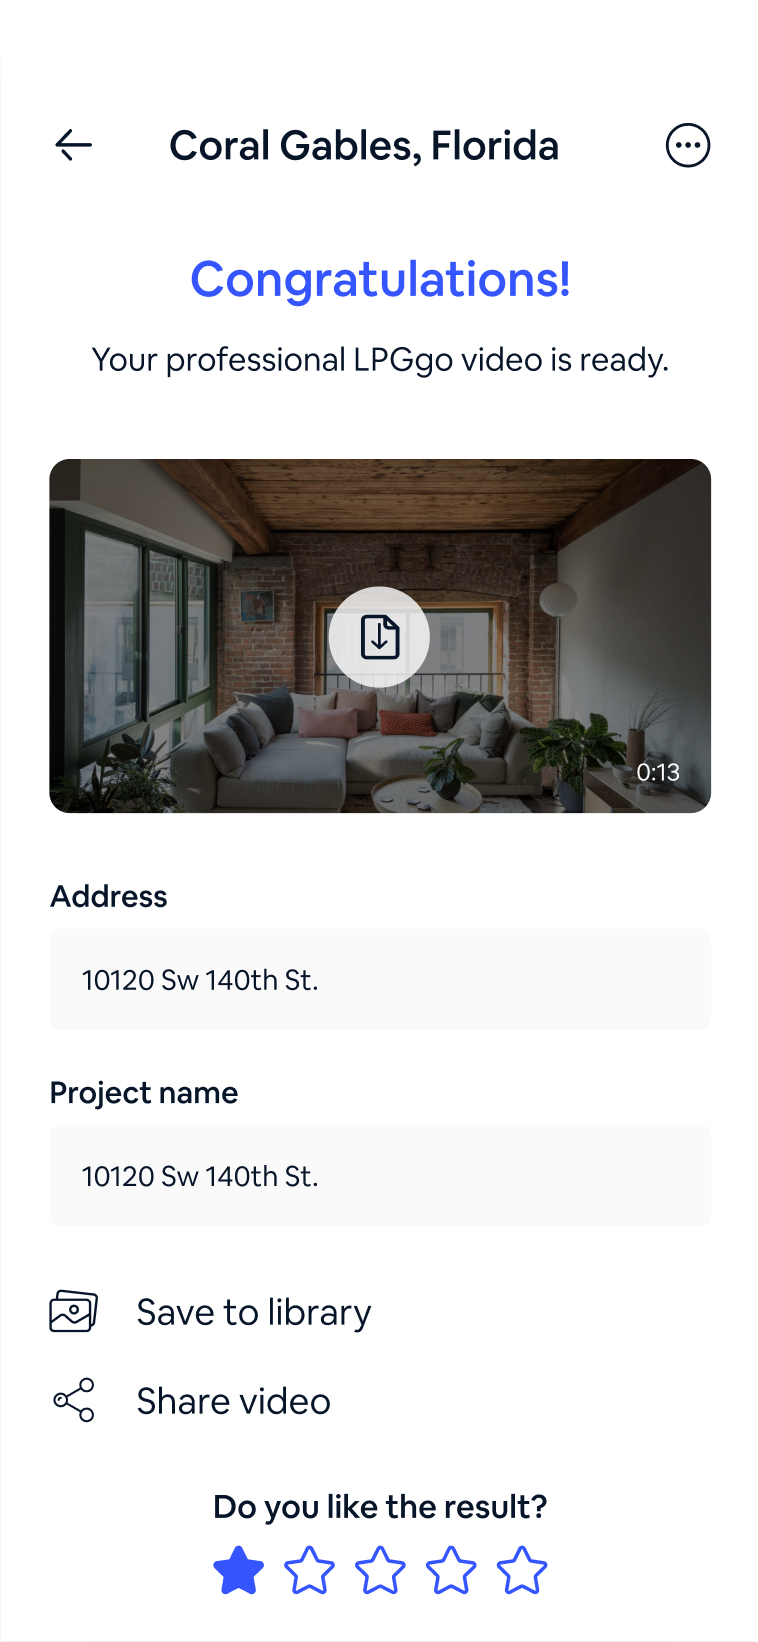 Coral Gables, Florida
Congratulations!
Your professional LPGgo video is ready.
0:13
Address
10120 Sw 140th St.
Project name
10120 Sw 140th St.
Save to library
Share video
Do you like the result?